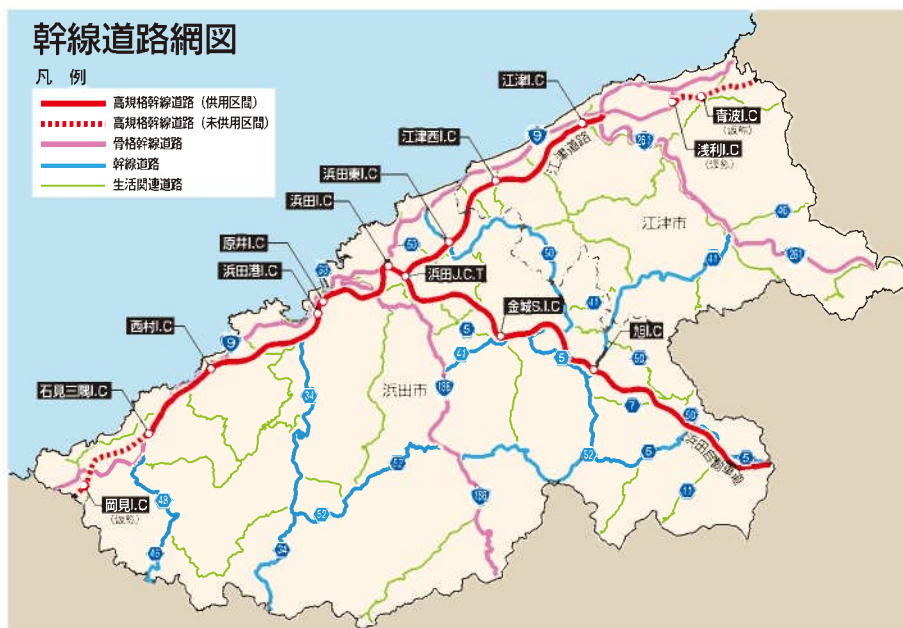 幹線道路網図
凡 例
高規格幹線道路（供用区間）
高規格幹線道路（未供用区間）
骨格幹線道路
幹線道路
生活関連道路
江津I.C
青波I.C
(仮称)
浅利I.C
(仮称)
江津西I.C
9
江津道路
261
浜田東I.C
浜田I.C
江津市
46
原井I.C
50
50
41
261
浜田港I.C
33
浜田J.C.T
金城S.I.C
41
旭I.C
西村I.C
9
5
41
5
50
石見三隅I.C
34
浜田市
186
7
50
浜田自動車道
52
52
6
5
岡見I.C
(仮称)
48
52
186
11
48
34